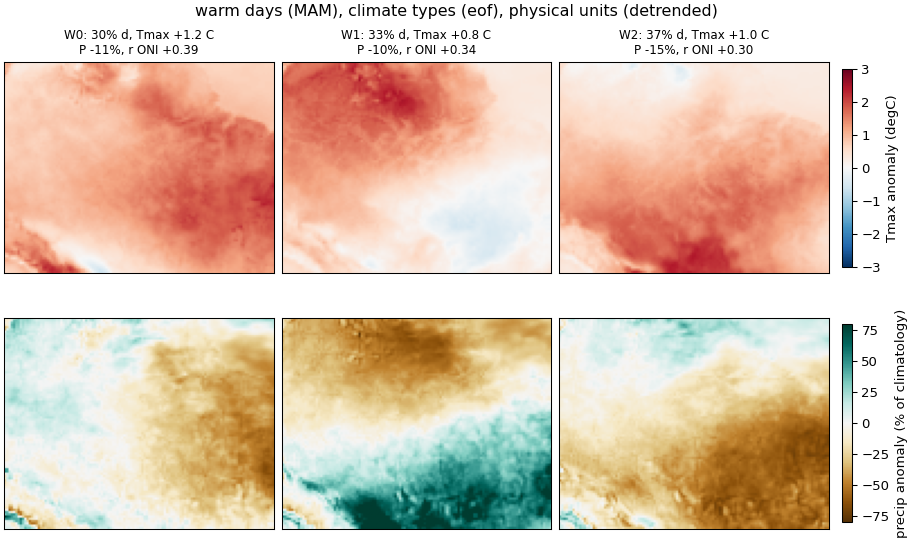 warm days (MAM), climate types (eof), physical units (detrended)
W0: 30% d, Tmax +1.2 C
P -11%, r ONI +0.39
W1: 33% d, Tmax +0.8 C
P -10%, r ONI +0.34
W2: 37% d, Tmax +1.0 C
P -15%, r ONI +0.30
3
2
1
0
−1
−2
−3
Tmax anomaly (degC)
75
50
25
0
−25
−50
−75
precip anomaly (% of climatology)